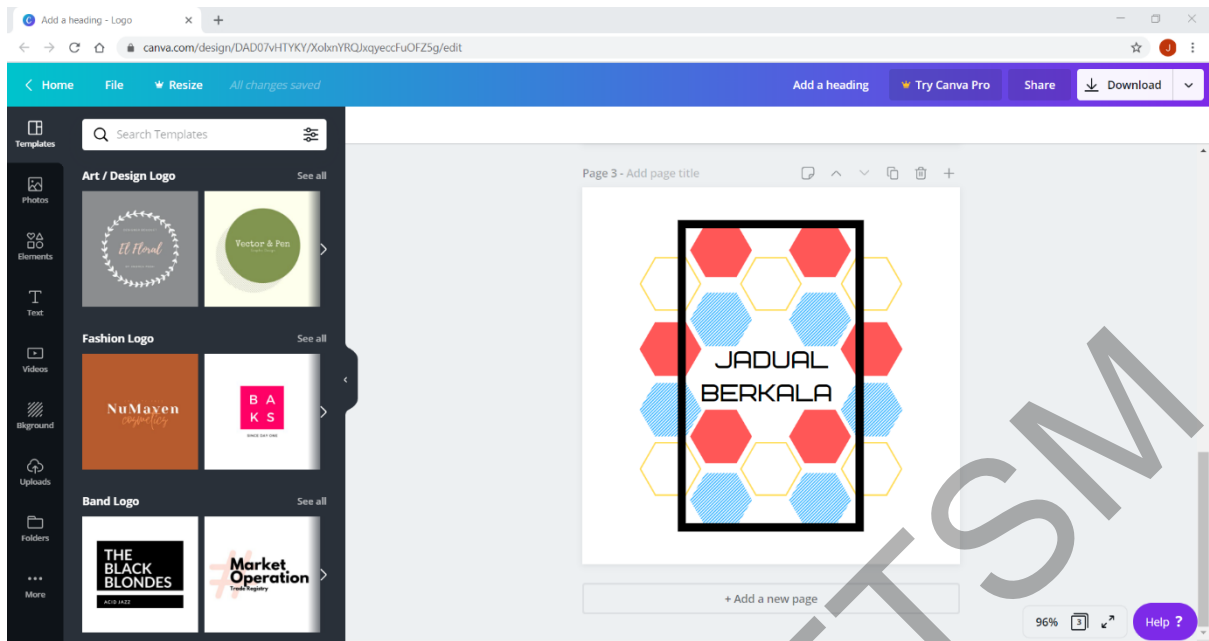 Add a heading - Logo
canva.com/design/DAD07vHTYKY/XolxnYRQJxqyeccFuOFZ5g/edit
J
Home File Resize All changes saved Add a heading Try Canva Pro Share Download
Templates
Photos
Elements
Text
Videos
Bkground
Uploads
Folders
More
Search Templates
Art / Design Logo See all
El Floral
Vector & Pen
Fashion Logo See all
NuMaven
cosmetics
B A
K S
SINCE DAY ONE
Band Logo See all
THE
BLACK
BLONDES
ACID JAZZ
#
Market
Operation
Trade Registry
Page 3 - Add page title
JADUAL
BERKALA
+ Add a new page
96% 3 Help ?
FTSM